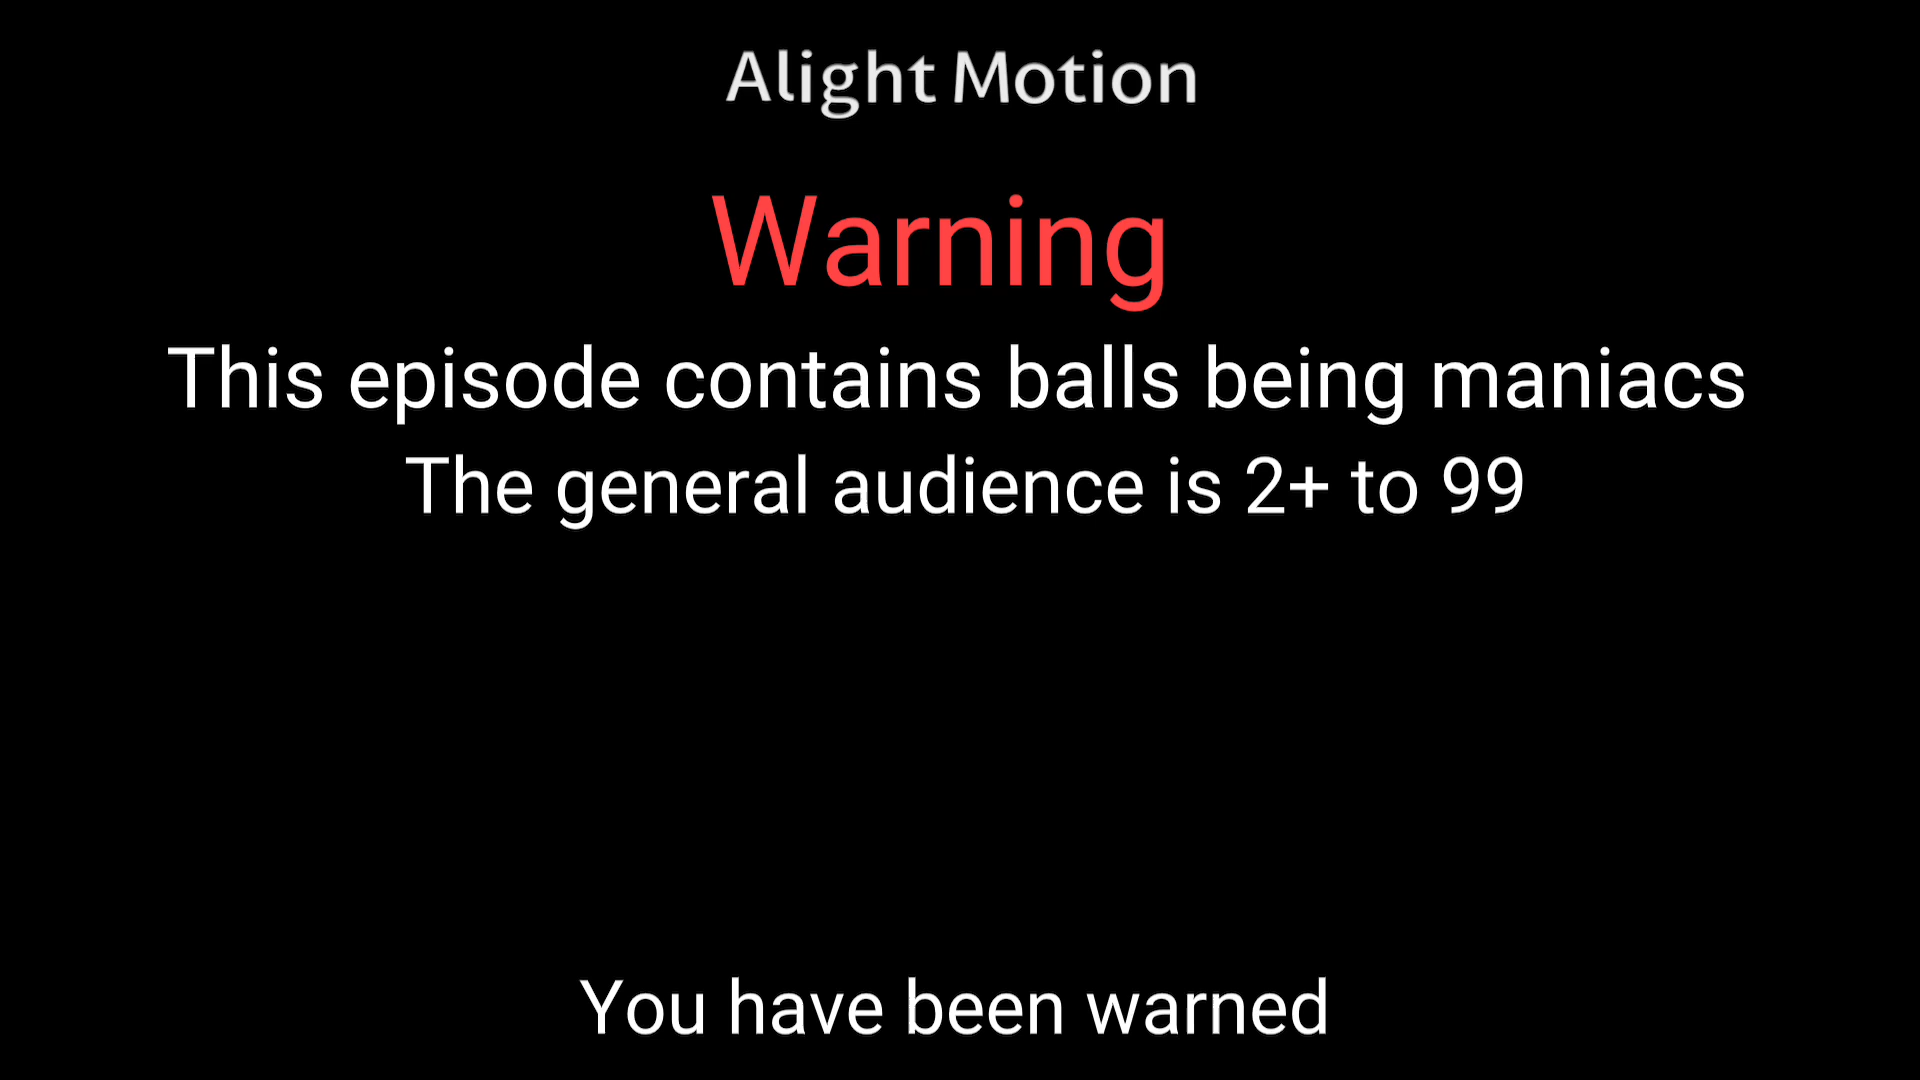 Alight Motion
Warning
This episode contains balls being maniacs
The general audience is 2+ to 99
You have been warned